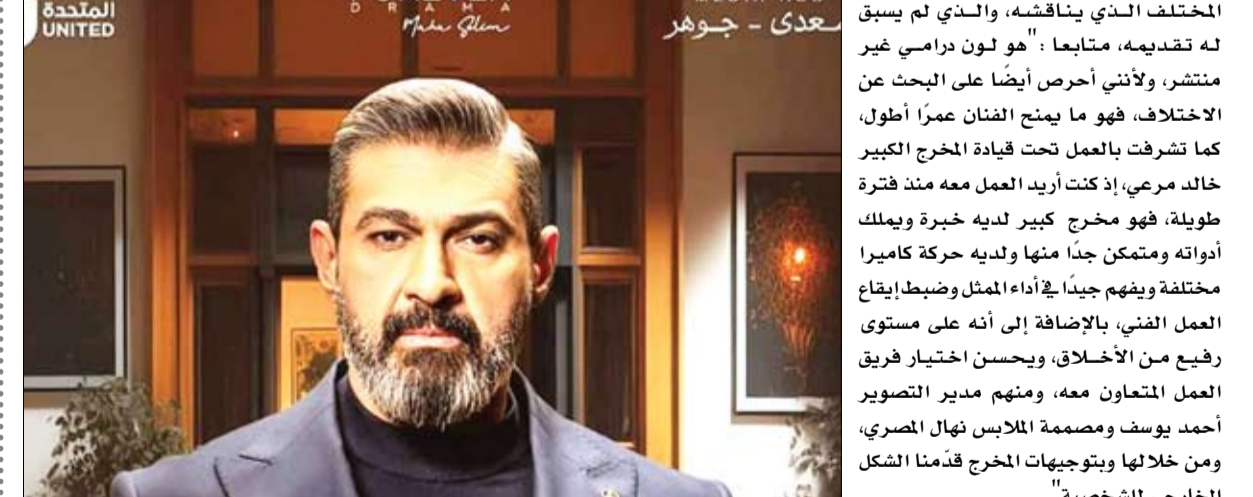 المتحدة
UNITED
DRAMA
Maha Selim
سعدى - جوهر
المختلف الذي يناقشه، والذي لم يسبق
له تقديمه، متابعا :"هو لون درامي غير
منتشر، ولأنني أحرص أيضًا على البحث عن
الاختلاف، فهو ما يمنح الفنان عمرًا أطول،
كما تشرفت بالعمل تحت قيادة المخرج الكبير
خالد مرعي، إذ كنت أريد العمل معه منذ فترة
طويلة، فهو مخرج كبير لديه خبرة ويملك
أدواته ومتمكن جدًا منها ولديه حركة كاميرا
مختلفة ويفهم جيدًا في أداء الممثل وضبط إيقاع
العمل الفني، بالإضافة إلى أنه على مستوى
رفيع من الأخلاق، ويحسن اختيار فريق
العمل المتعاون معه، ومنهم مدير التصوير
أحمد يوسف ومصممة الملابس نهال المصري،
ومن خلالها وبتوجيهات المخرج قدّمنا الشكل